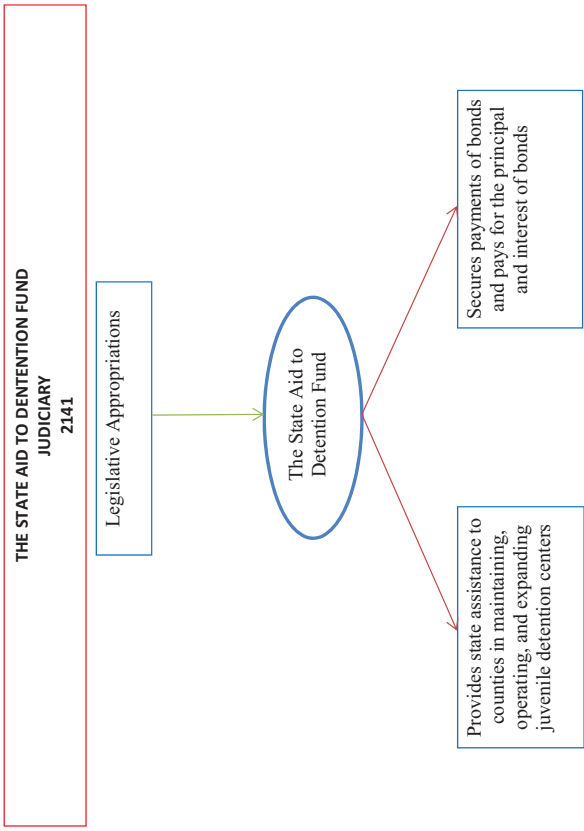 THE STATE AID TO DENTENTION FUND
JUDICIARY
2141
Legislative Appropriations
The State Aid to
Detention Fund
Provides state assistance to
counties in maintaining,
operating, and expanding
juvenile detention centers
Secures payments of bonds
and pays for the principal
and interest of bonds